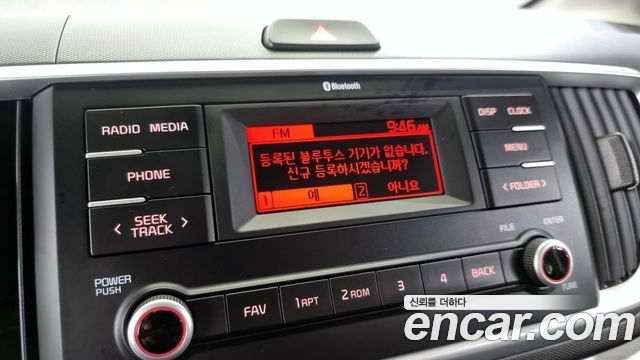 Bluetooth
RADIO MEDIA
PHONE
< SEEK TRACK >
POWER PUSH
FM 9:46 AM
등록된 블루투스 기기가 없습니다.
신규 등록하시겠습니까?
1 예 2 아니요
DISP CLOCK
MENU
< FOLDER >
FILE ENTER
TUNE
FAV 1 RPT 2 RDM 3 4 BACK
신뢰를 더하다
encar.com